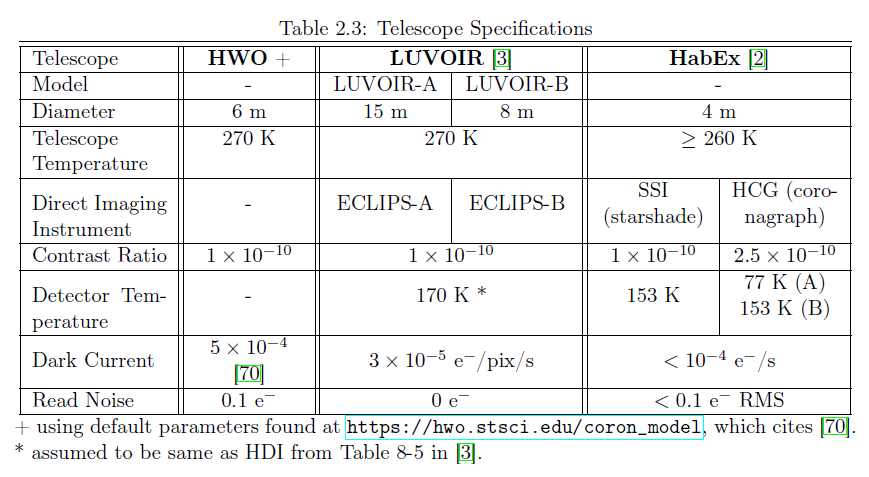 Table 2.3: Telescope Specifications
Telescope HWO + LUVOIR [3] HabEx [2]
Model - LUVOIR-A LUVOIR-B -
Diameter 6 m 15 m 8 m 4 m
Telescope Temperature 270 K 270 K ≥ 260 K
Direct Imaging Instrument - ECLIPS-A ECLIPS-B SSI (starshade) HCG (coro-nagraph)
Contrast Ratio 1 × 10⁻¹⁰ 1 × 10⁻¹⁰ 1 × 10⁻¹⁰ 2.5 × 10⁻¹⁰
Detector Tem-perature - 170 K * 153 K 77 K (A) 153 K (B)
Dark Current 5 × 10⁻⁴ [70] 3 × 10⁻⁵ e⁻/pix/s < 10⁻⁴ e⁻/s
Read Noise 0.1 e⁻ 0 e⁻ < 0.1 e⁻ RMS
+ using default parameters found at https://hwo.stsci.edu/coron_model, which cites [70].
* assumed to be same as HDI from Table 8-5 in [3].